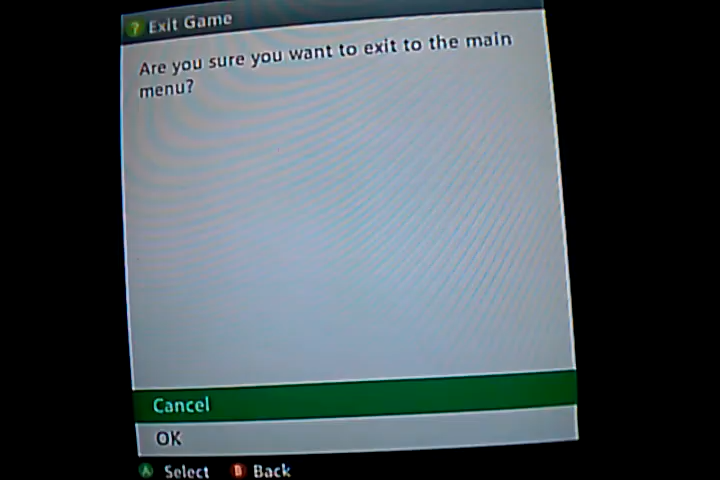 ? Exit Game
Are you sure you want to exit to the main
menu?
Cancel
OK
A Select B Back